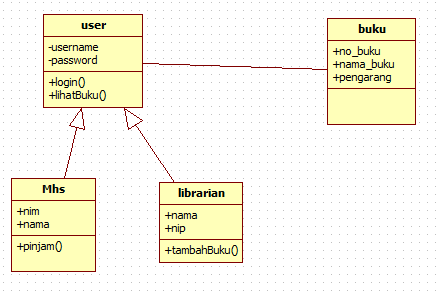 user
-username
-password
+login()
+lihatBuku()
buku
+no_buku
+nama_buku
+pengarang
Mhs
+nim
+nama
+pinjam()
librarian
+nama
+nip
+tambahBuku()